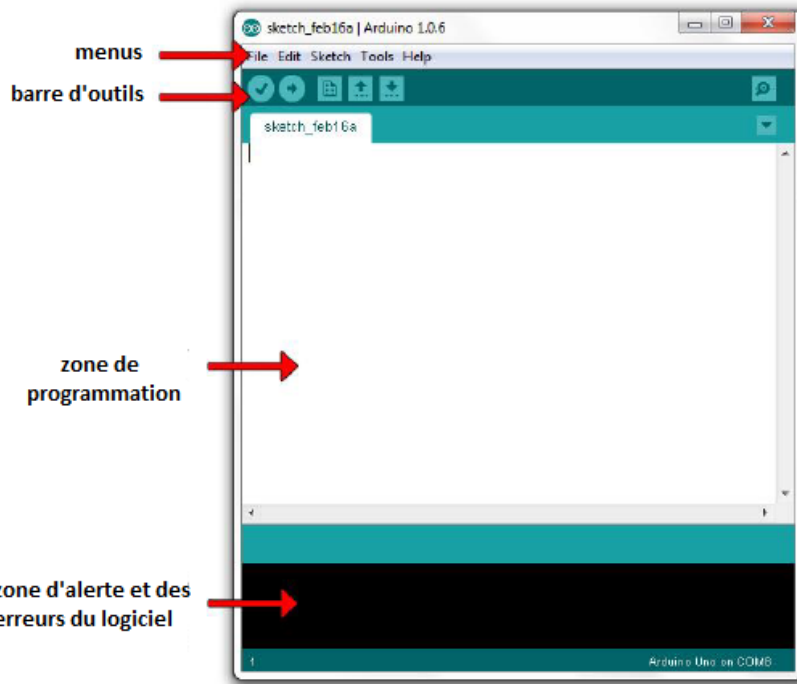 sketch_feb16a | Arduino 1.0.6
menus
File Edit Sketch Tools Help
barre d'outils
sketch_feb16a
zone de
programmation
zone d'alerte et des
erreurs du logiciel
1
Arduino Uno on COM8